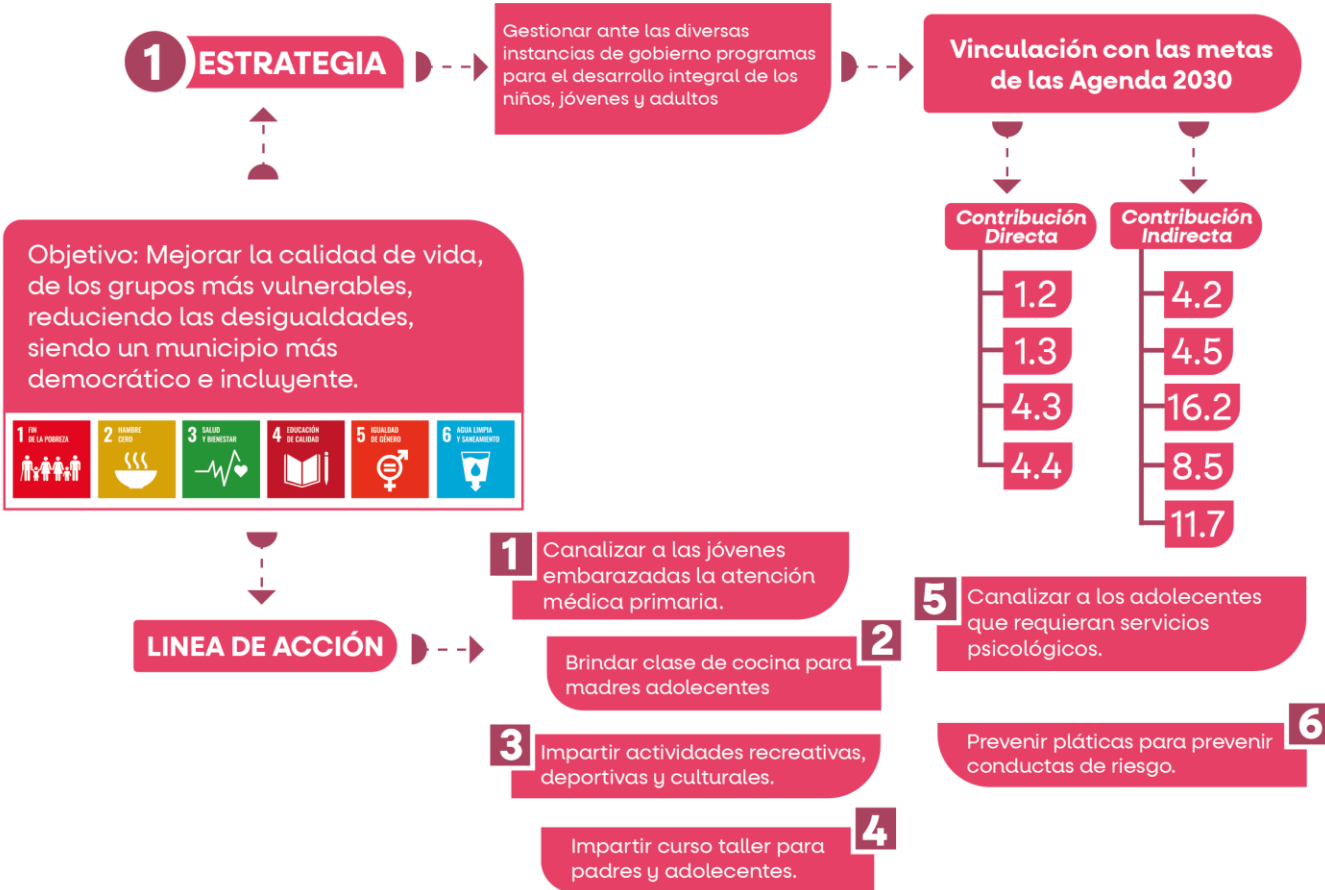 1 ESTRATEGIA
Gestionar ante las diversas
instancias de gobierno programas
para el desarrollo integral de los
niños, jóvenes y adultos
Vinculación con las metas
de las Agenda 2030
Contribución
Directa
1.2
1.3
4.3
4.4
Contribución
Indirecta
4.2
4.5
16.2
8.5
11.7
Objetivo: Mejorar la calidad de vida,
de los grupos más vulnerables,
reduciendo las desigualdades,
siendo un municipio más
democrático e incluyente.
1 FIN
DE LA POBREZA
2 HAMBRE
CERO
3 SALUD
Y BIENESTAR
4 EDUCACIÓN
DE CALIDAD
5 IGUALDAD
DE GÉNERO
6 AGUA LIMPIA
Y SANEAMIENTO
LINEA DE ACCIÓN
1
Canalizar a las jóvenes
embarazadas la atención
médica primaria.
2
Brindar clase de cocina para
madres adolecentes
3
Impartir actividades recreativas,
deportivas y culturales.
4
Impartir curso taller para
padres y adolecentes.
5
Canalizar a los adolecentes
que requieran servicios
psicológicos.
6
Prevenir pláticas para prevenir
conductas de riesgo.